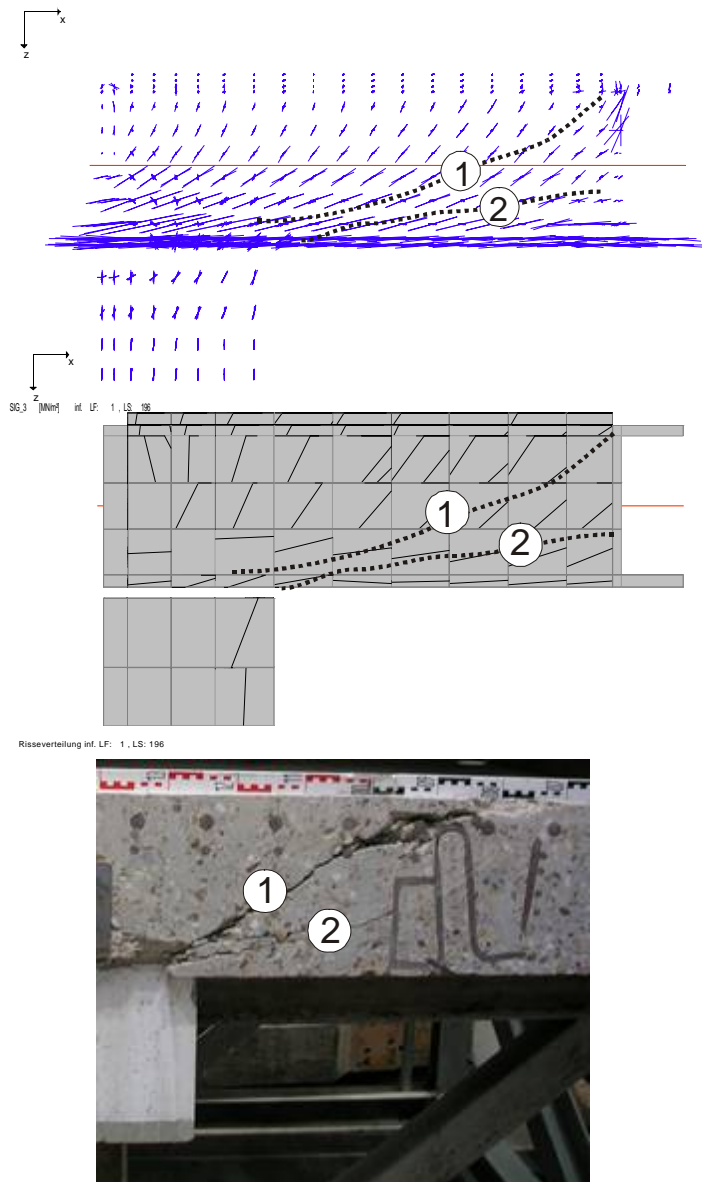 x
z
1
2
x
z
SIG_3 [MN/m²] inf. LF: 1 , LS: 196
1
2
Risseverteilung inf. LF: 1 , LS: 196
1
2